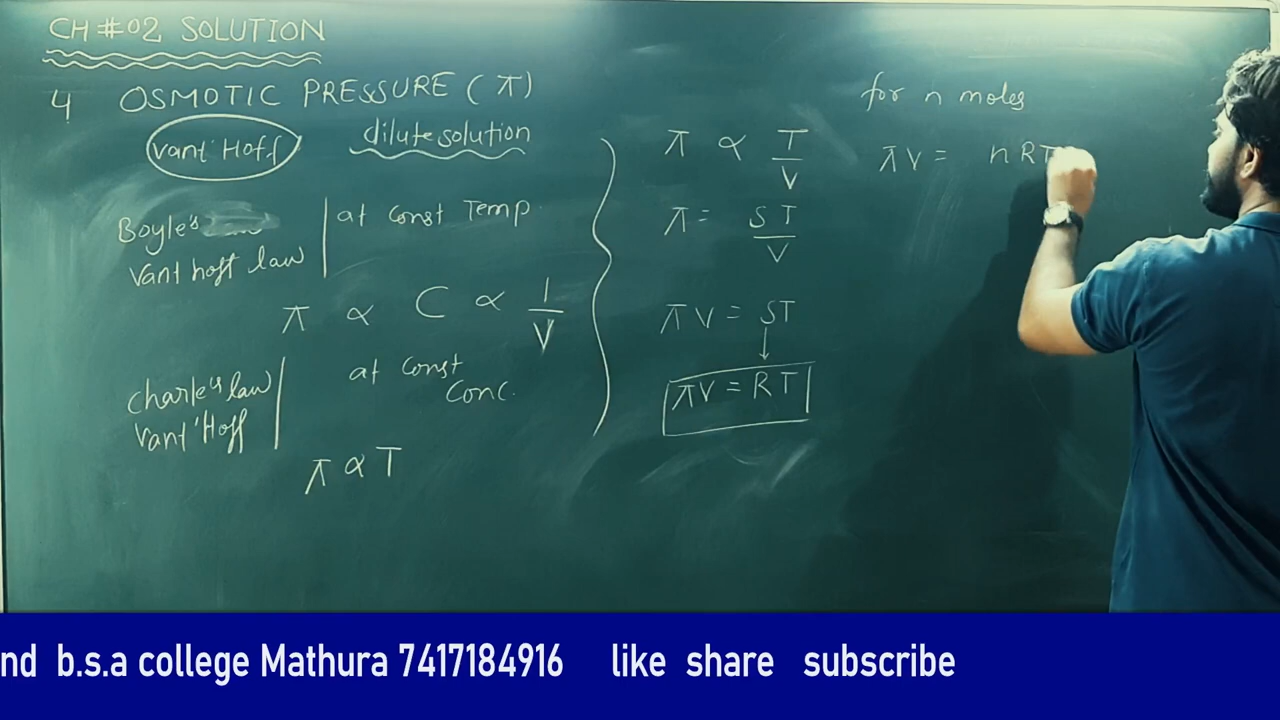 CH # 02 SOLUTION
4 OSMOTIC PRESSURE ( π )
Vant' Hoff dilute solution
Boyle's
Vant hoff law
at Const Temp.
π ∝ C ∝ 1/V
Charle's law
Vant 'Hoff
at Const
Conc.
π ∝ T
π ∝ T/V
π = ST/V
πV = ST
πV = RT
for n moles
πV = nRT
nd b.s.a college Mathura 7417184916 like share subscribe